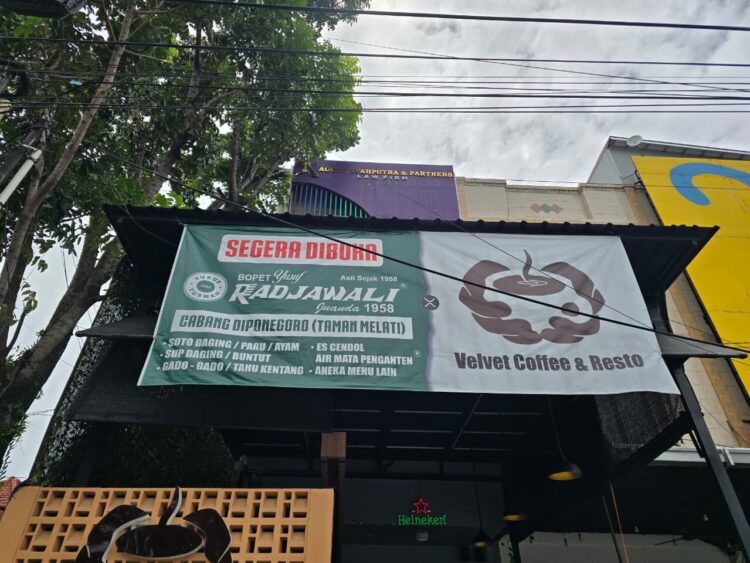 & PARTNERS
LAW FIRM
SEGERA DIBUKA
BOPET Yusuf
Asli Sejak 1958
RADJAWALI®
Juanda 1958
CABANG DIPONEGORO (TAMAN MELATI)
• SOTO DAGING / PARU / AYAM
• SUP DAGING / BUNTUT
• GADO - GADO / TAHU KENTANG
• ES CENDOL
AIR MATA PENGANTEN ®
• ANEKA MENU LAIN
X
Velvet Coffee & Resto
Heineken